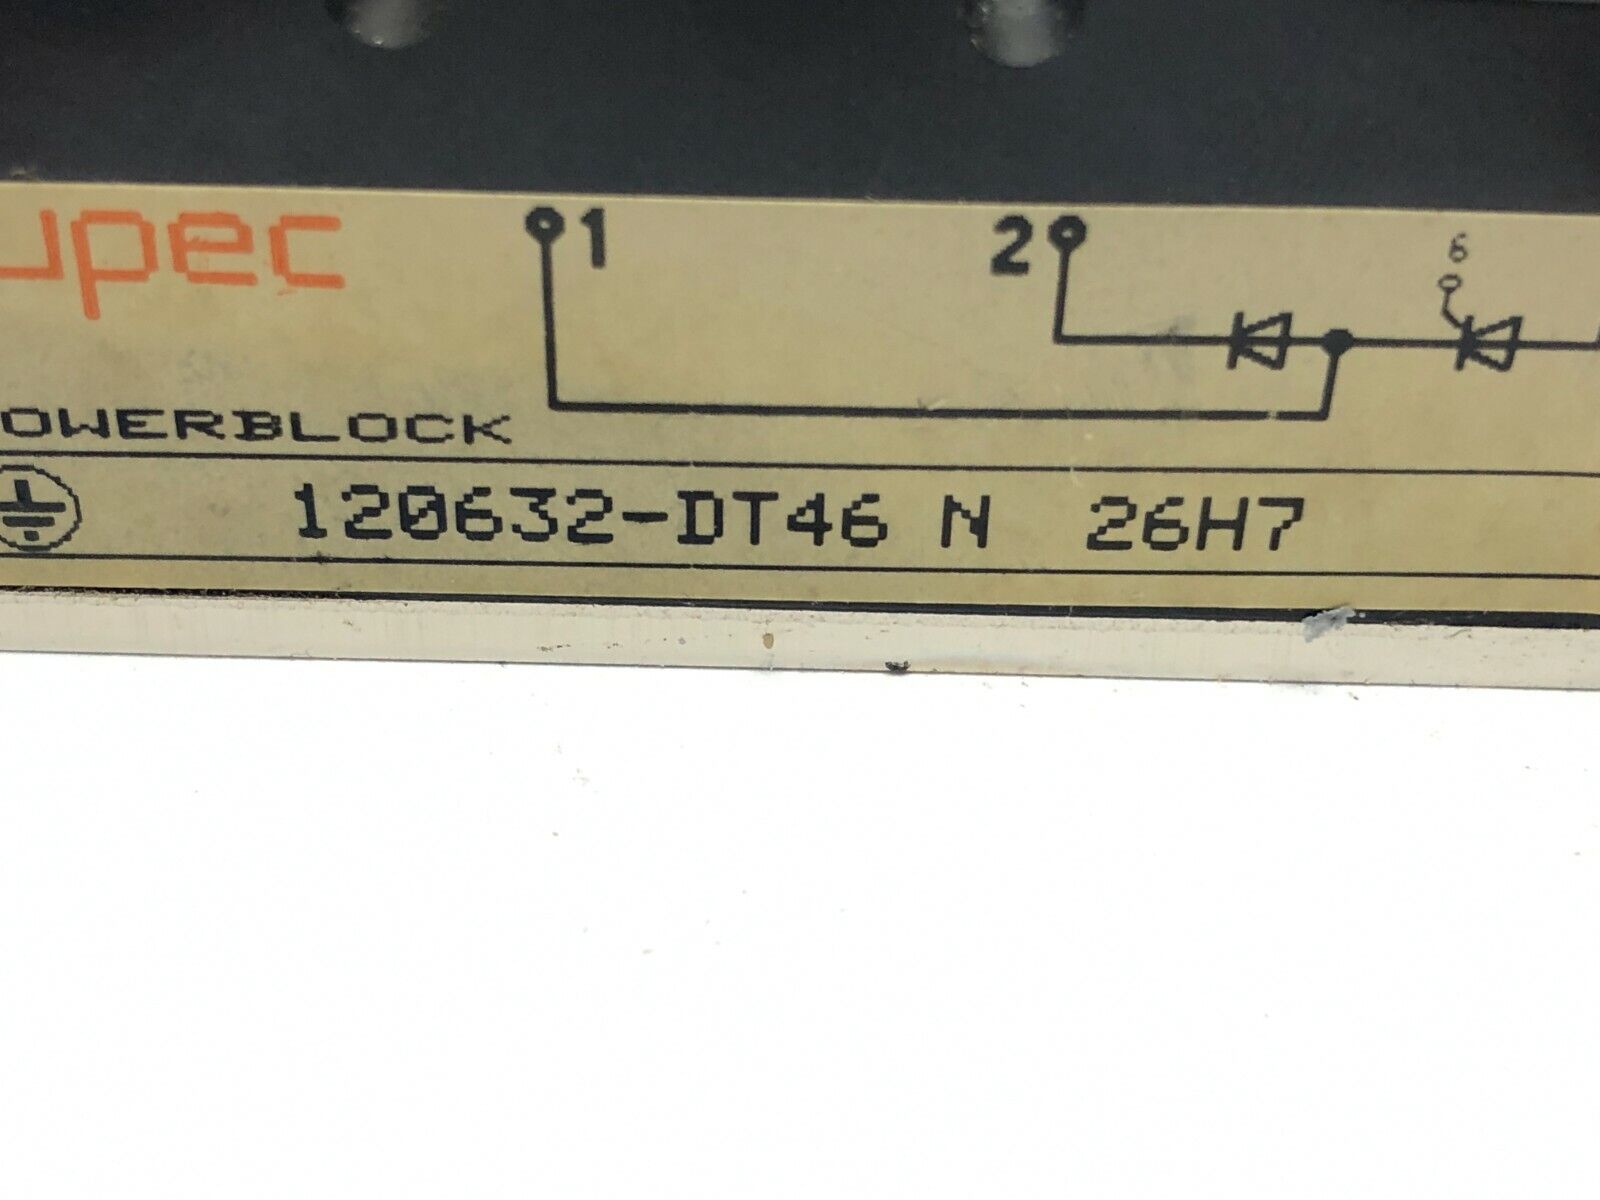 upec
1
2
6
OWERBLOCK
120632-DT46 N 26H7